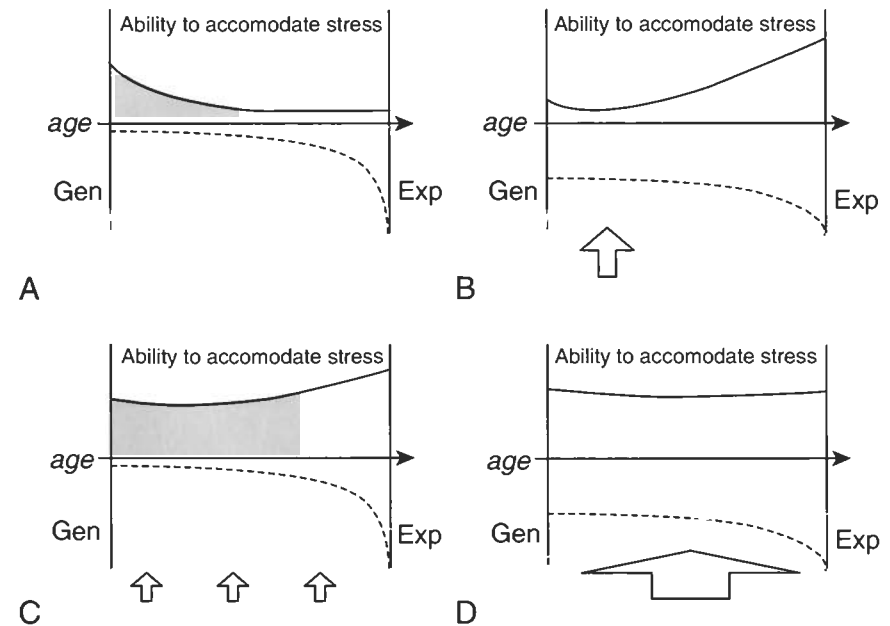 Ability to accomodate stress
age
Gen
Exp
A
Ability to accomodate stress
age
Gen
Exp
B
Ability to accomodate stress
age
Gen
Exp
C
Ability to accomodate stress
age
Gen
Exp
D